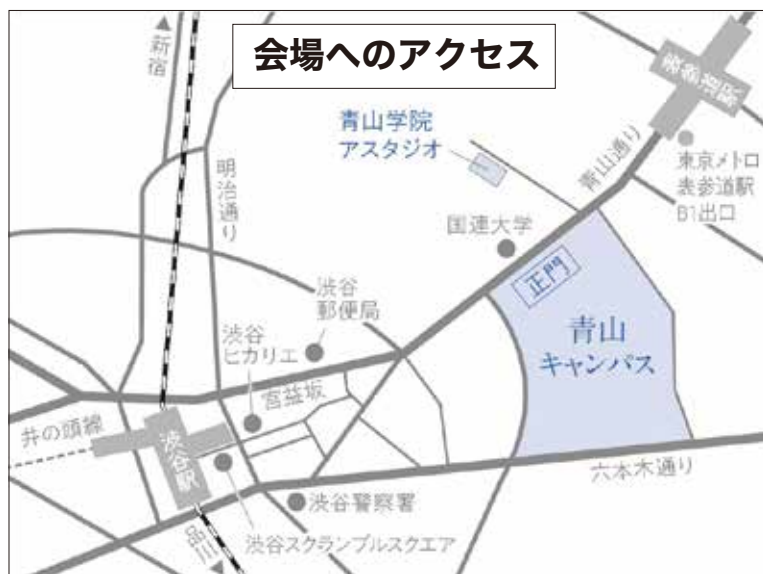 会場へのアクセス
▲新宿
明治通り
青山学院
アスタジオ
青山通り
表参道駅
東京メトロ
表参道駅
B1出口
国連大学
正門
青山
キャンパス
渋谷
郵便局
渋谷
ヒカリエ
宮益坂
井の頭線
渋谷駅
六本木通り
渋谷警察署
渋谷スクランブルスクエア
品川▼